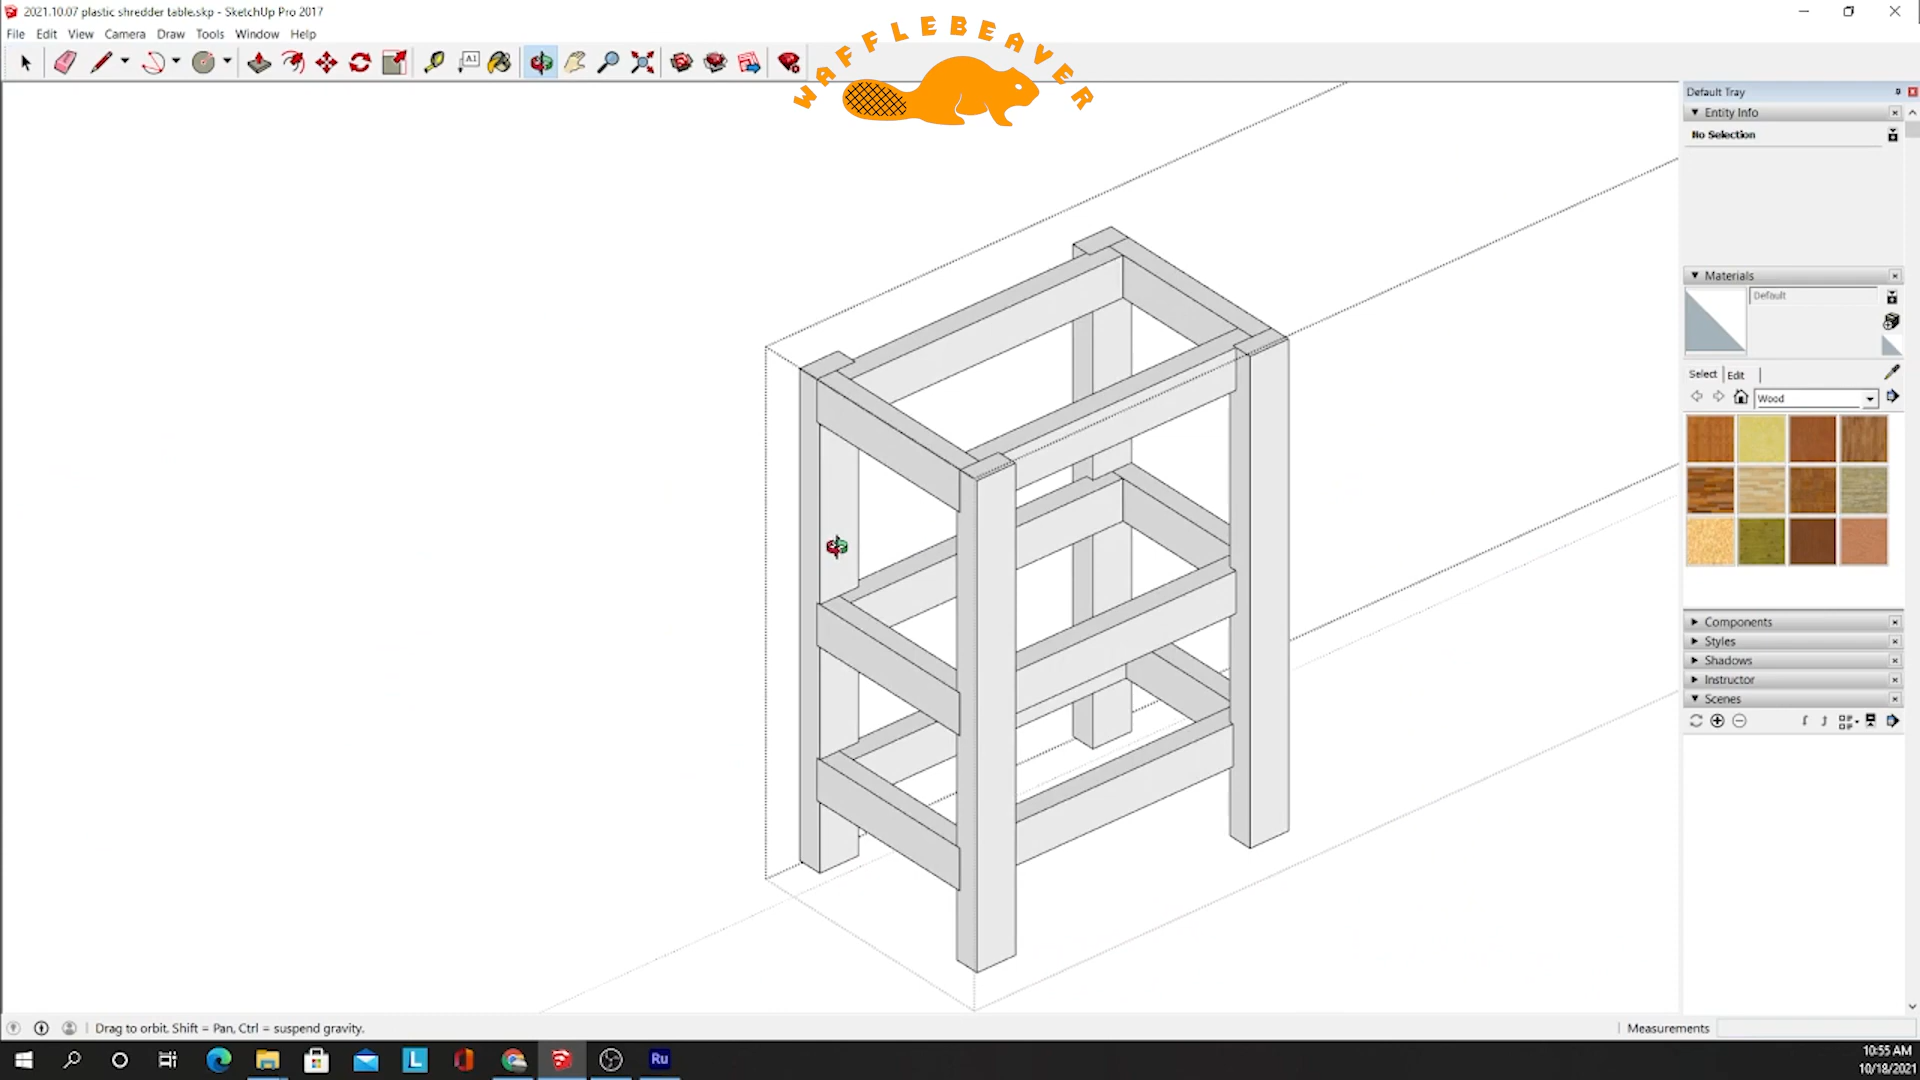 2021.10.07 plastic shredder table.skp - SketchUp Pro 2017
File Edit View Camera Draw Tools Window Help
A1
WAFFLEBEAVER
Default Tray
Entity Info
No Selection
Materials
Default
Select Edit
Wood
Components
Styles
Shadows
Instructor
Scenes
Drag to orbit. Shift = Pan, Ctrl = suspend gravity.
Measurements
L
Ru
10:55 AM
10/18/2021